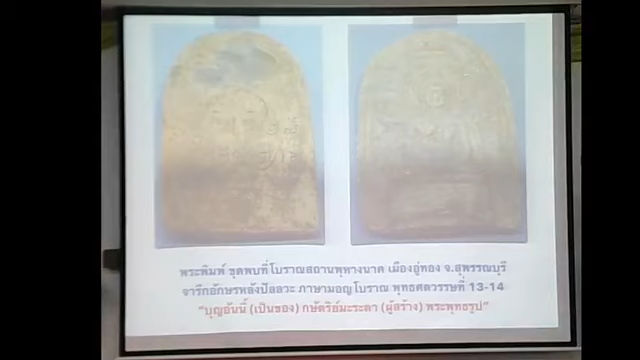 พระพิมพ์ ขุดพบที่โบราณสถานพุหางนาค เมืองอู่ทอง จ.สุพรรณบุรี
จารึกอักษรหลังปัลลวะ ภาษามอญโบราณ พุทธศตวรรษที่ 13-14
"บุญอันนี้ (เป็นของ) กษัตริย์มะระตา (ผู้สร้าง) พระพุทธรูป"